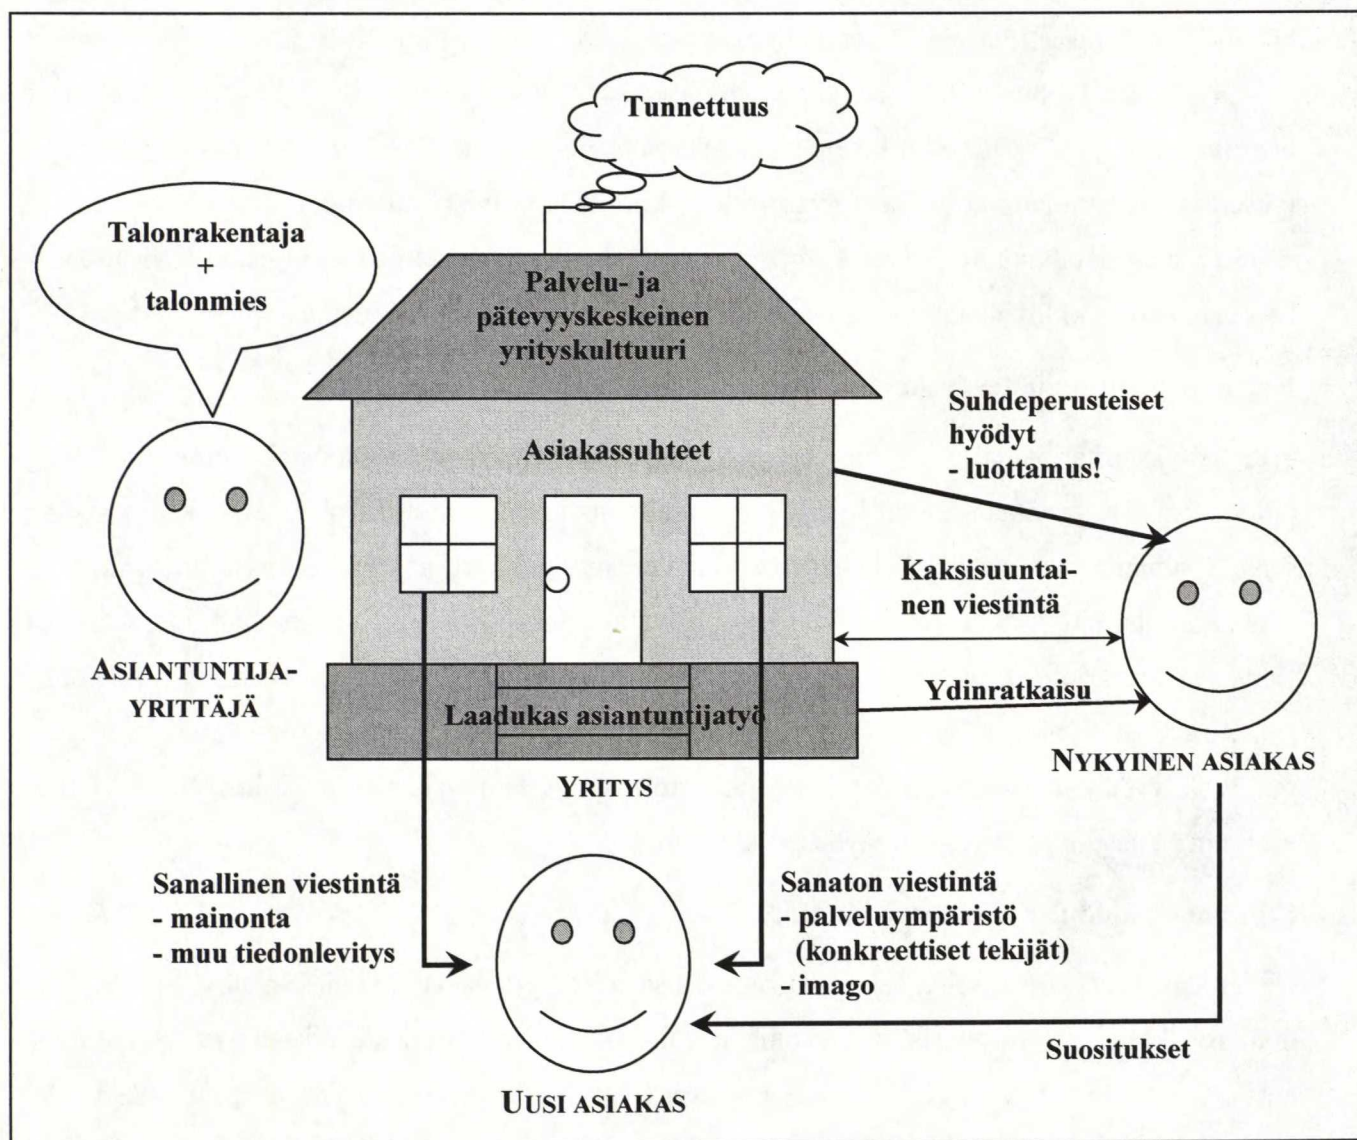 Tunnettuus
Talonrakentaja
+
talonmies
Palvelu- ja
pätevyyskeskeinen
yrityskulttuuri
Asiakassuhteet
Suhdeperusteiset
hyödyt
- luottamus!
Kaksisuuntai-
nen viestintä
ASIANTUNTIJA-
YRITTÄJÄ
Ydinratkaisu
Laadukas asiantuntijatyö
NYKYINEN ASIAKAS
YRITYS
Sanallinen viestintä
- mainonta
- muu tiedonlevitys
Sanaton viestintä
- palveluympäristö
(konkreettiset tekijät)
- imago
Suositukset
UUSI ASIAKAS